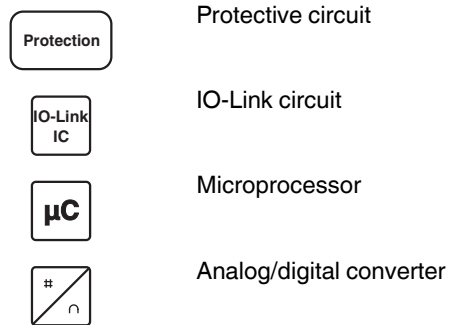 Protection
Protective circuit
IO-Link
IC
IO-Link circuit
µC
Microprocessor
#
∩
Analog/digital converter